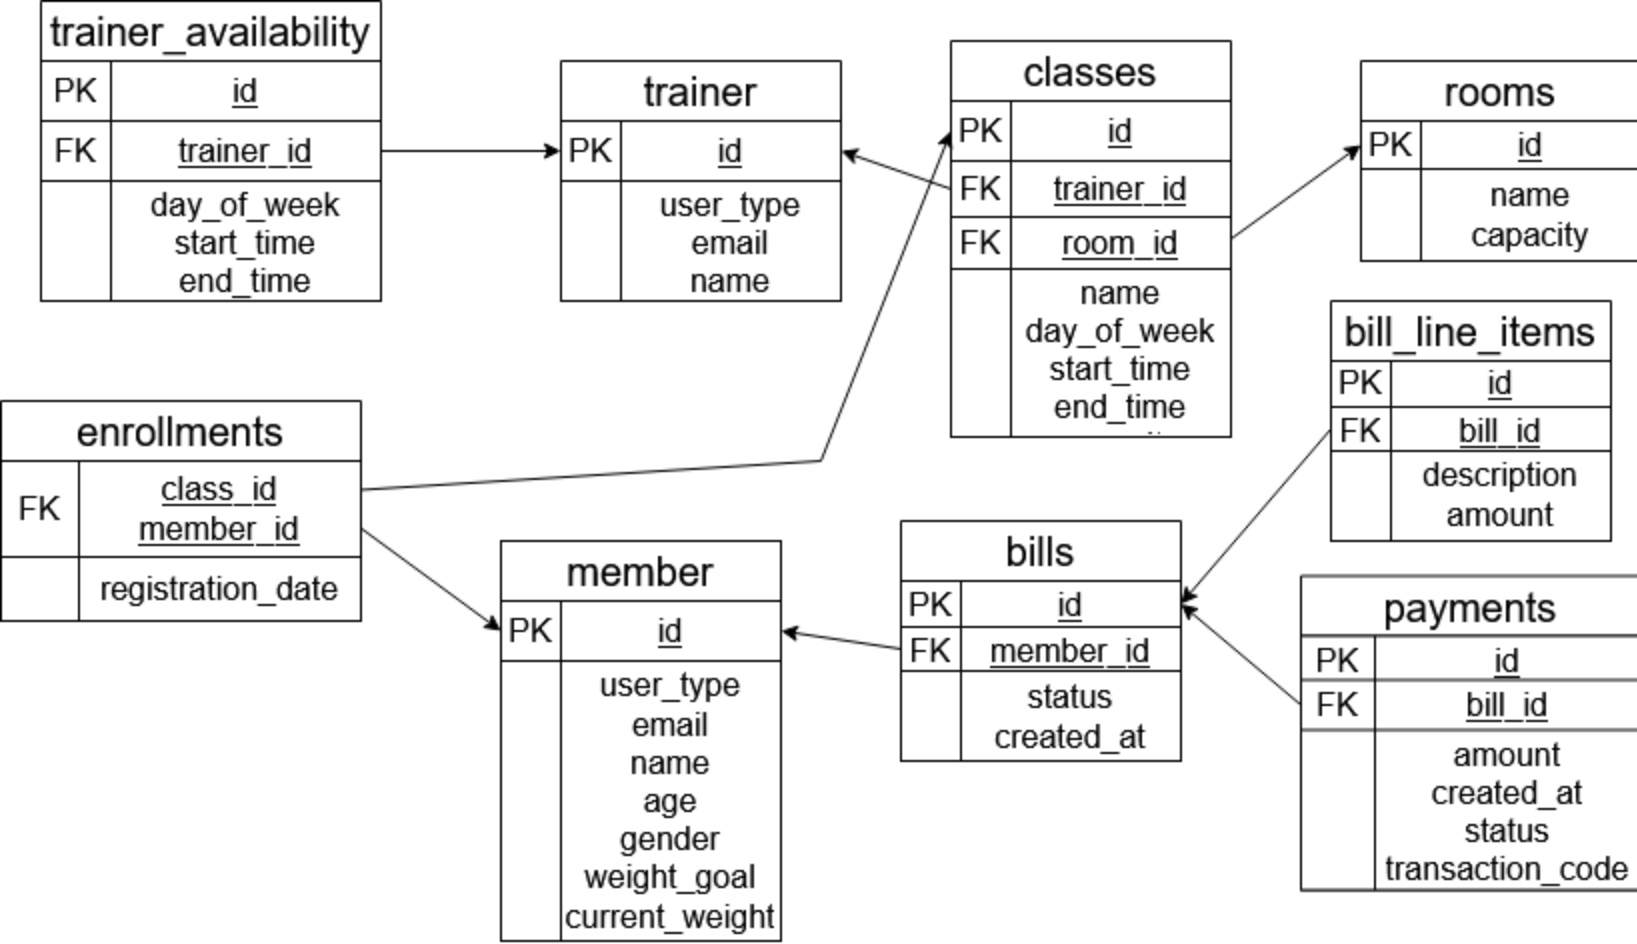 trainer_availability
PK id
FK trainer_id
day_of_week
start_time
end_time
trainer
PK id
user_type
email
name
classes
PK id
FK trainer_id
FK room_id
name
day_of_week
start_time
end_time
rooms
PK id
name
capacity
bill_line_items
PK id
FK bill_id
description
amount
enrollments
FK class_id
member_id
registration_date
member
PK id
user_type
email
name
age
gender
weight_goal
current_weight
bills
PK id
FK member_id
status
created_at
payments
PK id
FK bill_id
amount
created_at
status
transaction_code